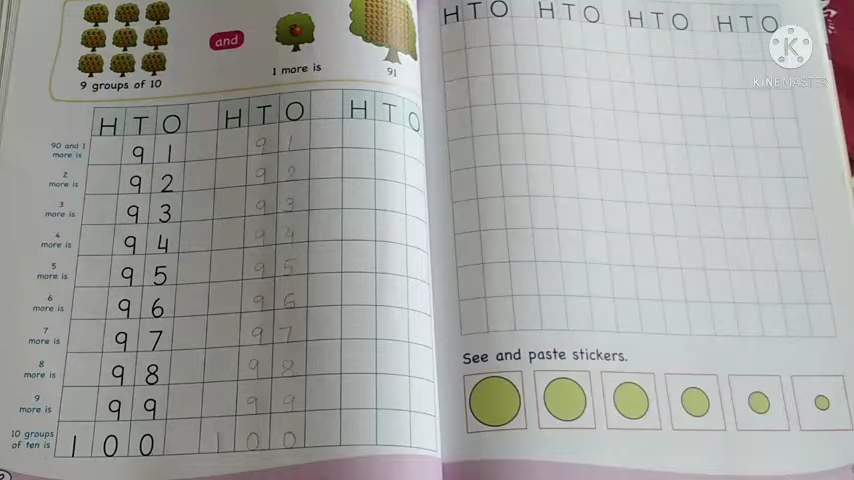 9 groups of 10
and
1 more is
91
H T O H T O H T O
90 and 1 more is 9 1 9 1
2 more is 9 2 9 2
3 more is 9 3 9 3
4 more is 9 4 9 4
5 more is 9 5 9 5
6 more is 9 6 9 6
7 more is 9 7 9 7
8 more is 9 8 9 8
9 more is 9 9 9 9
10 groups of ten is 1 0 0 1 0 0
H T O H T O H T O H T O
K
KINEMASTER
See and paste stickers.